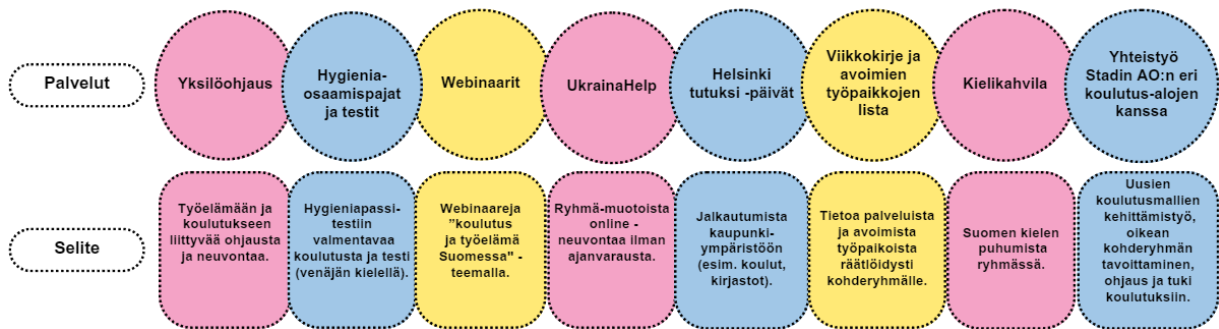 Palvelut
Yksilöohjaus
Hygienia-
osaamispajat
ja testit
Webinaarit
UkrainaHelp
Helsinki
tutuksi -päivät
Viikkokirje ja
avoimien
työpaikkojen
lista
Kielikahvila
Yhteistyö
Stadin AO:n eri
koulutus-alojen
kanssa
Selite
Työelämään ja
koulutukseen
liittyvää ohjausta
ja neuvontaa.
Hygieniapassi-
testiin
valmentavaa
koulutusta ja testi
(venäjän kielellä).
Webinaareja
”koulutus
ja työelämä
Suomessa" -
teemalla.
Ryhmä-muotoista
online -
neuvontaa ilman
ajanvarausta.
Jalkautumista
kaupunki-
ympäristöön
(esim. koulut,
kirjastot).
Tietoa palveluista
ja avoimista
työpaikoista
räätlöidysti
kohderyhmälle.
Suomen kielen
puhumista
ryhmässä.
Uusien
koulutusmallien
kehittämistyö,
oikean
kohderyhmän
tavoittaminen,
ohjaus ja tuki
koulutuksiin.